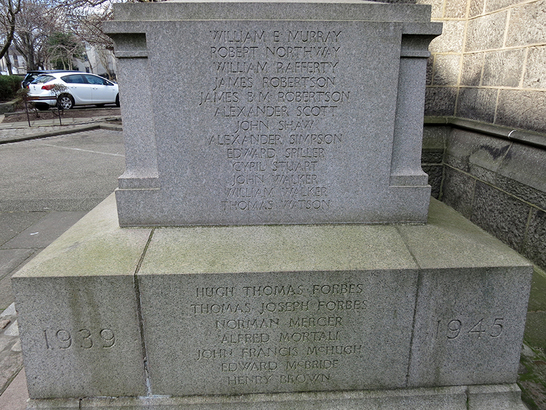 WILLIAM E MURRAY
ROBERT NORTHWAY
WILLIAM RAFFERTY
JAMES ROBERTSON
JAMES B.M. ROBERTSON
ALEXANDER SCOTT
JOHN SHAW
ALEXANDER SIMPSON
EDWARD SPILLER
CYRIL STUART
JOHN WALKER
WILLIAM WALKER
THOMAS WATSON
HUGH THOMAS FORBES
THOMAS JOSEPH FORBES
1939 NORMAN MERCER 1945
ALFRED MORTALI
JOHN FRANCIS McHUGH
EDWARD McBRIDE
HENRY BROWN